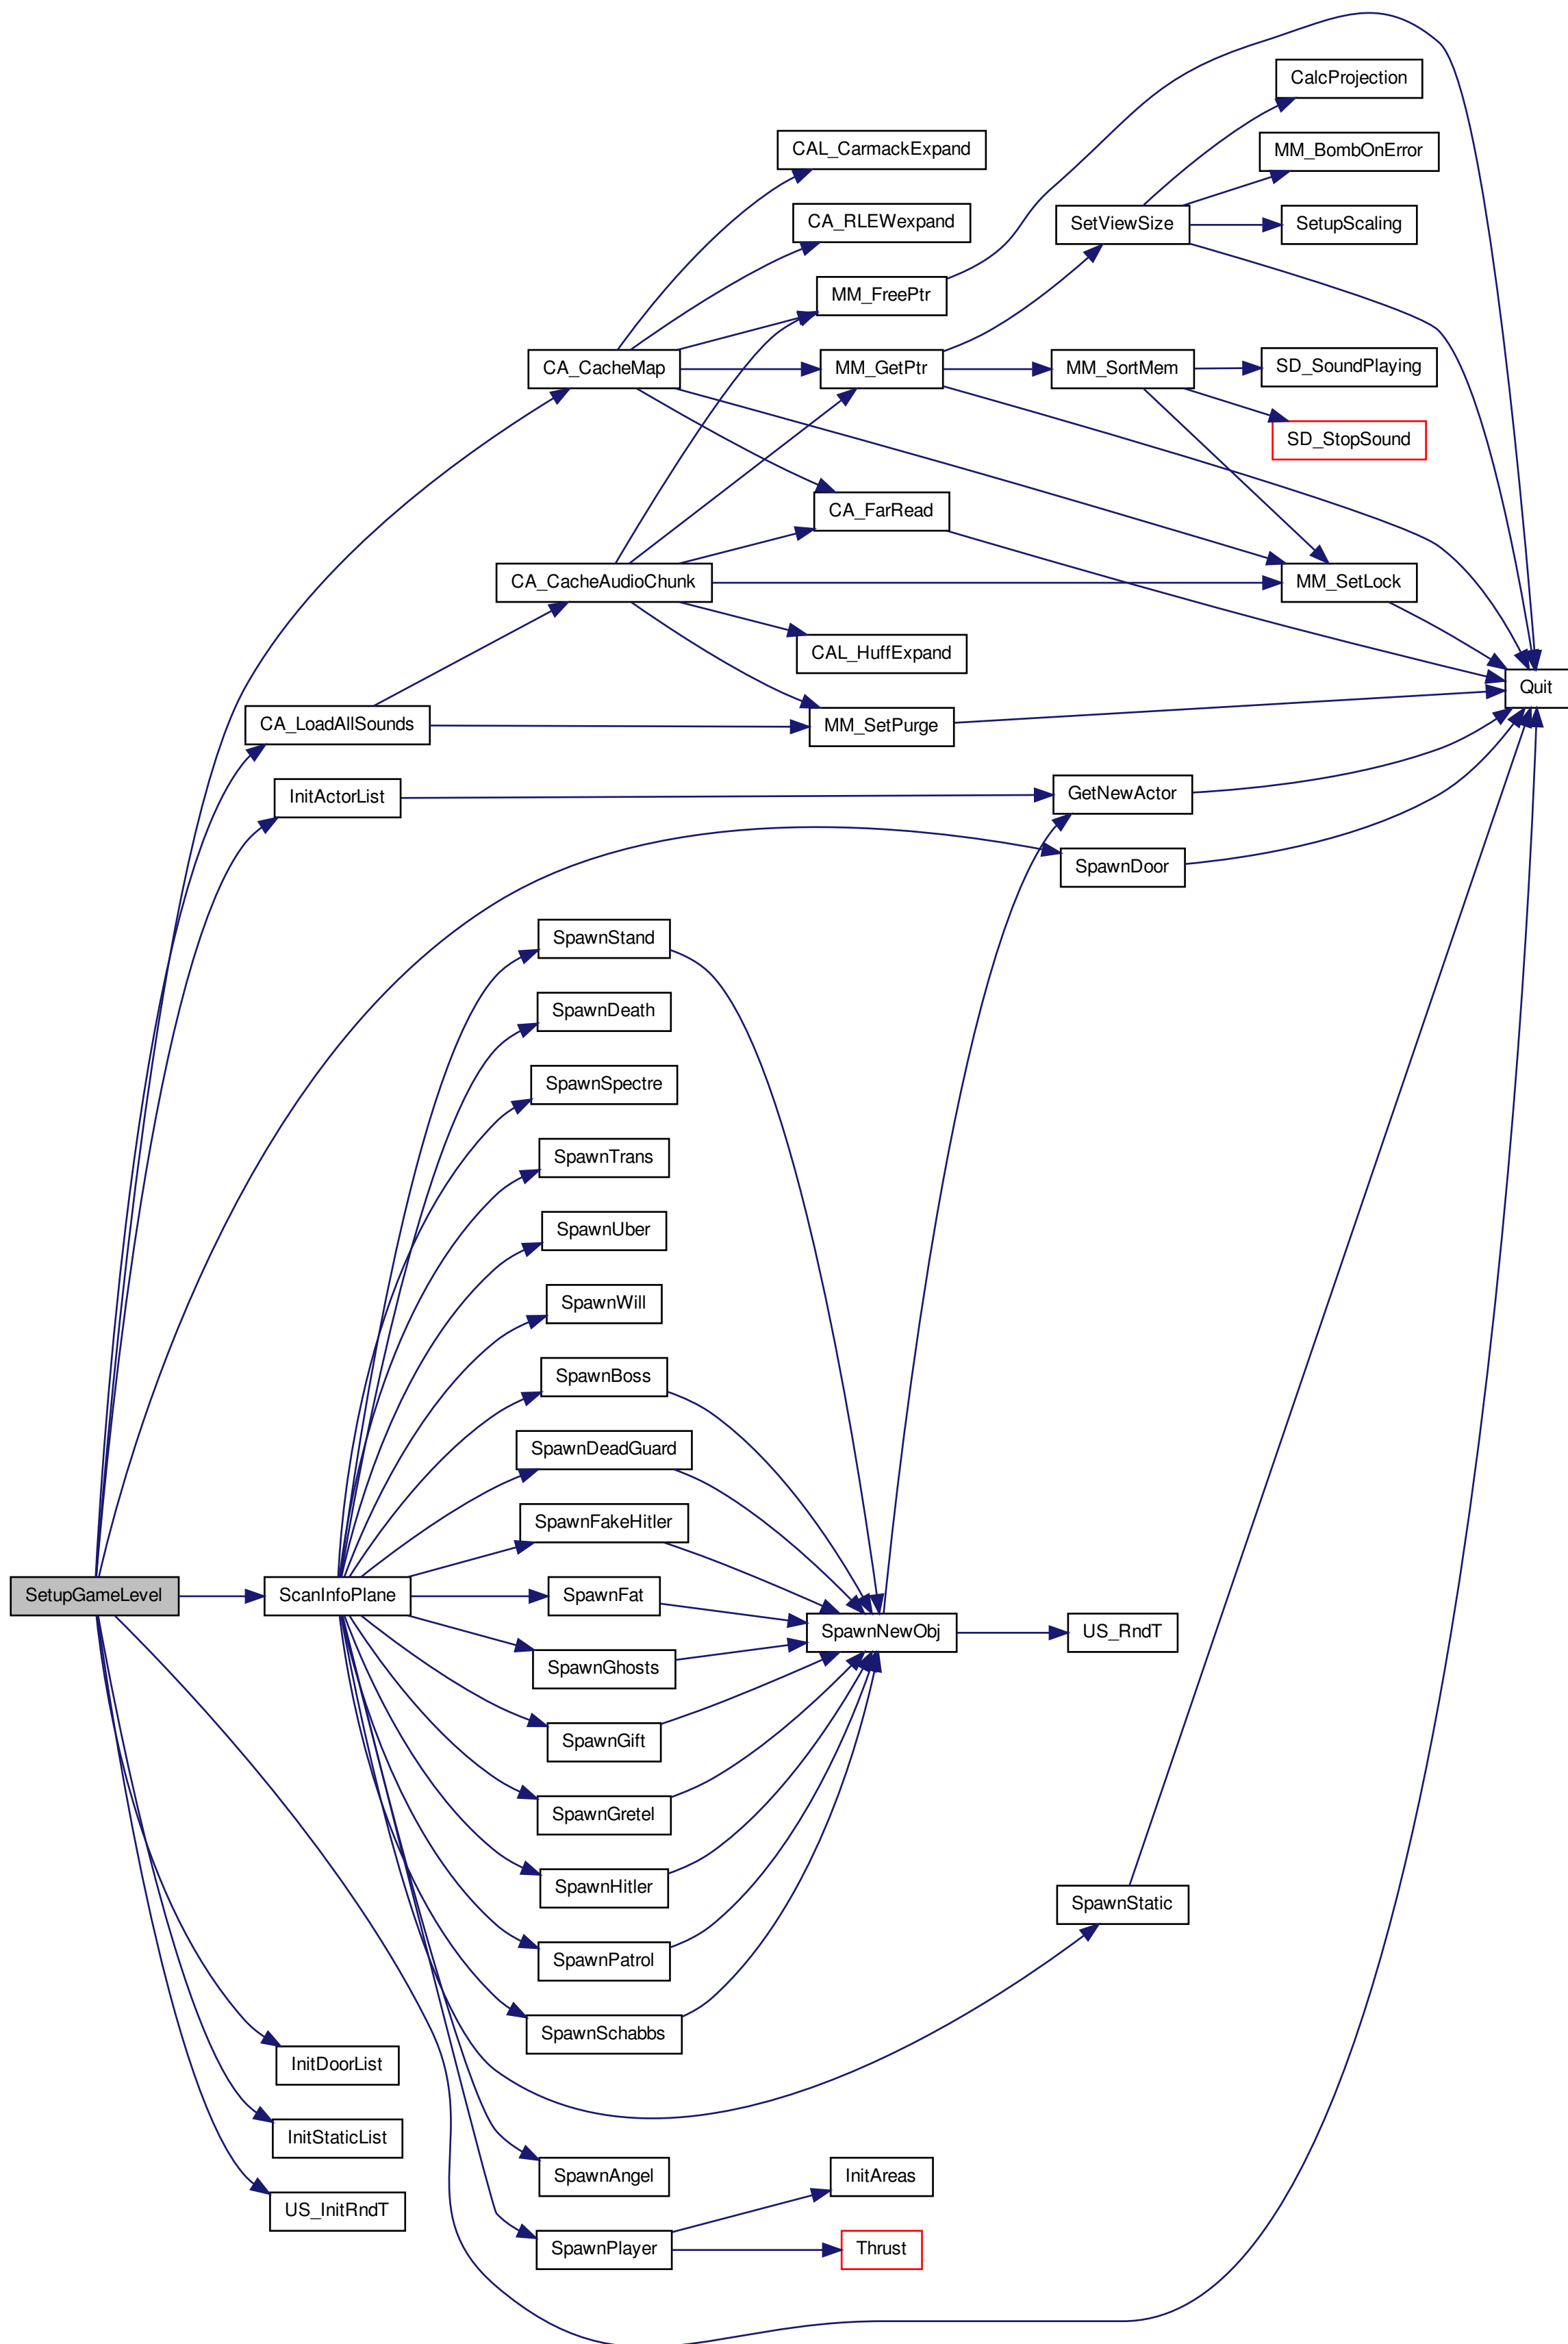 CalcProjection
CAL_CarmackExpand
MM_BombOnError
CA_RLEWexpand
SetViewSize
SetupScaling
MM_FreePtr
CA_CacheMap
MM_GetPtr
MM_SortMem
SD_SoundPlaying
SD_StopSound
CA_FarRead
CA_CacheAudioChunk
MM_SetLock
CAL_HuffExpand
Quit
CA_LoadAllSounds
MM_SetPurge
InitActorList
GetNewActor
SpawnDoor
SpawnStand
SpawnDeath
SpawnSpectre
SpawnTrans
SpawnUber
SpawnWill
SpawnBoss
SpawnDeadGuard
SpawnFakeHitler
SetupGameLevel
ScanInfoPlane
SpawnFat
SpawnNewObj
US_RndT
SpawnGhosts
SpawnGift
SpawnGretel
SpawnHitler
SpawnStatic
SpawnPatrol
SpawnSchabbs
InitDoorList
InitStaticList
SpawnAngel
InitAreas
US_InitRndT
SpawnPlayer
Thrust